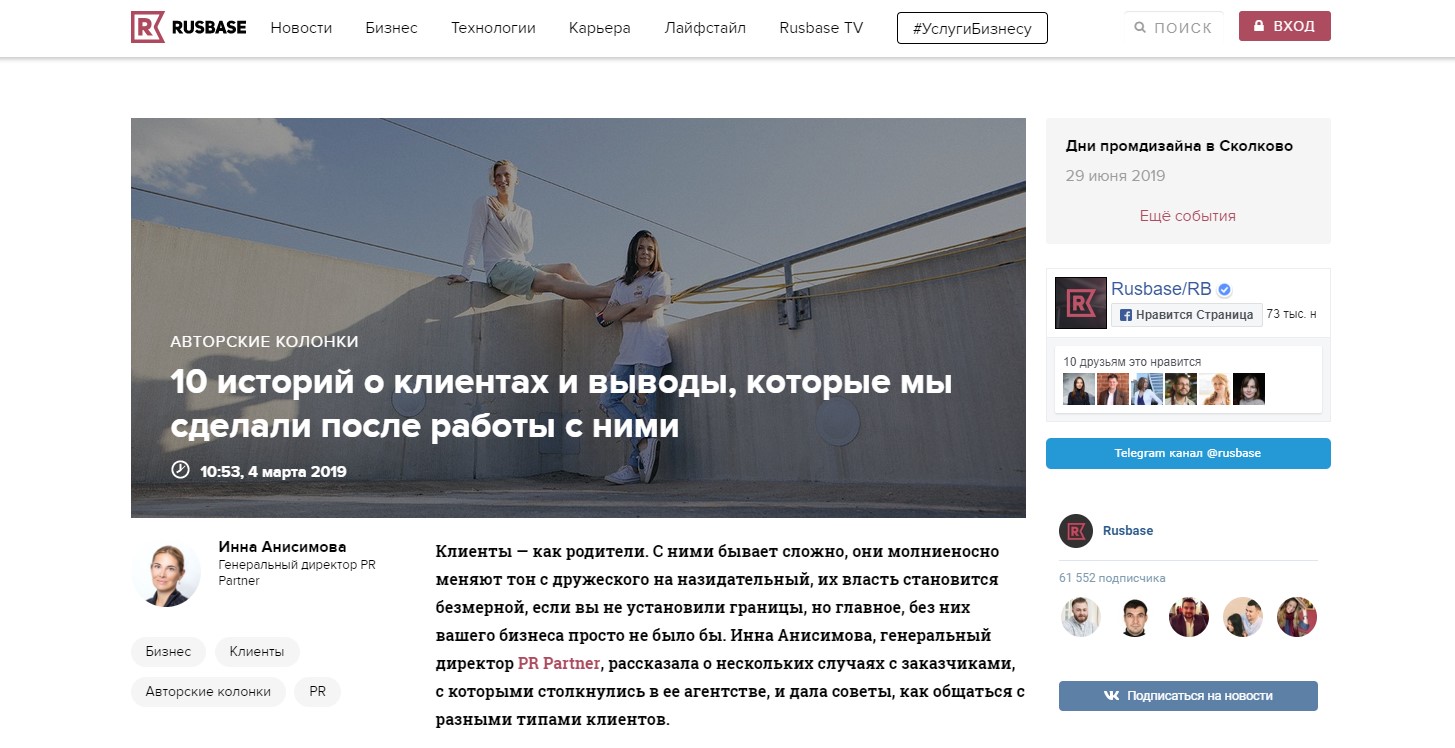 RUSBASE
Новости
Бизнес
Технологии
Карьера
Лайфстайл
Rusbase TV
#УслугиБизнесу
ПОИСК
ВХОД
АВТОРСКИЕ КОЛОНКИ
10 историй о клиентах и выводы, которые мы
сделали после работы с ними
10:53, 4 марта 2019
Инна Анисимова
Генеральный директор PR
Partner
Бизнес
Клиенты
Авторские колонки
PR
Клиенты — как родители. С ними бывает сложно, они молниеносно
меняют тон с дружеского на назидательный, их власть становится
безмерной, если вы не установили границы, но главное, без них
вашего бизнеса просто не было бы. Инна Анисимова, генеральный
директор PR Partner, рассказала о нескольких случаях с заказчиками,
с которыми столкнулись в ее агентстве, и дала советы, как общаться с
разными типами клиентов.
Дни промдизайна в Сколково
29 июня 2019
Ещё события
Rusbase/RB
Нравится Страница
73 тыс. н
10 друзьям это нравится
Telegram канал @rusbase
Rusbase
61 552 подписчика
Подписаться на новости